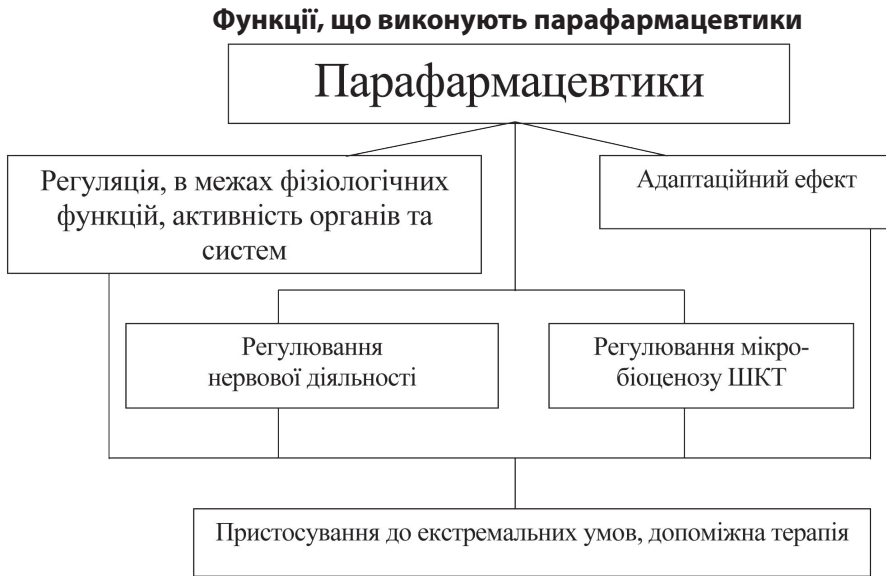 Функції, що виконують парафармацевтики
Парафармацевтики
Регуляція, в межах фізіологічних
функцій, активність органів та
систем
Адаптаційний ефект
Регулювання
нервової діяльності
Регулювання мікро-
біоценозу ШКТ
Пристосування до екстремальних умов, допоміжна терапія